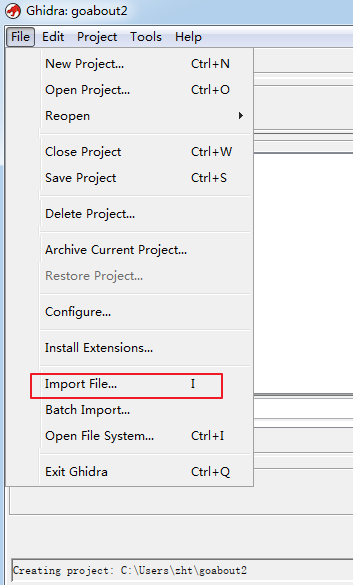 Ghidra: goabout2
File Edit Project Tools Help
New Project... Ctrl+N
Open Project... Ctrl+O
Reopen
Close Project Ctrl+W
Save Project Ctrl+S
Delete Project...
Archive Current Project...
Restore Project...
Configure...
Install Extensions...
Import File... I
Batch Import...
Open File System... Ctrl+I
Exit Ghidra Ctrl+Q
Creating project: C:\Users\zht\goabout2